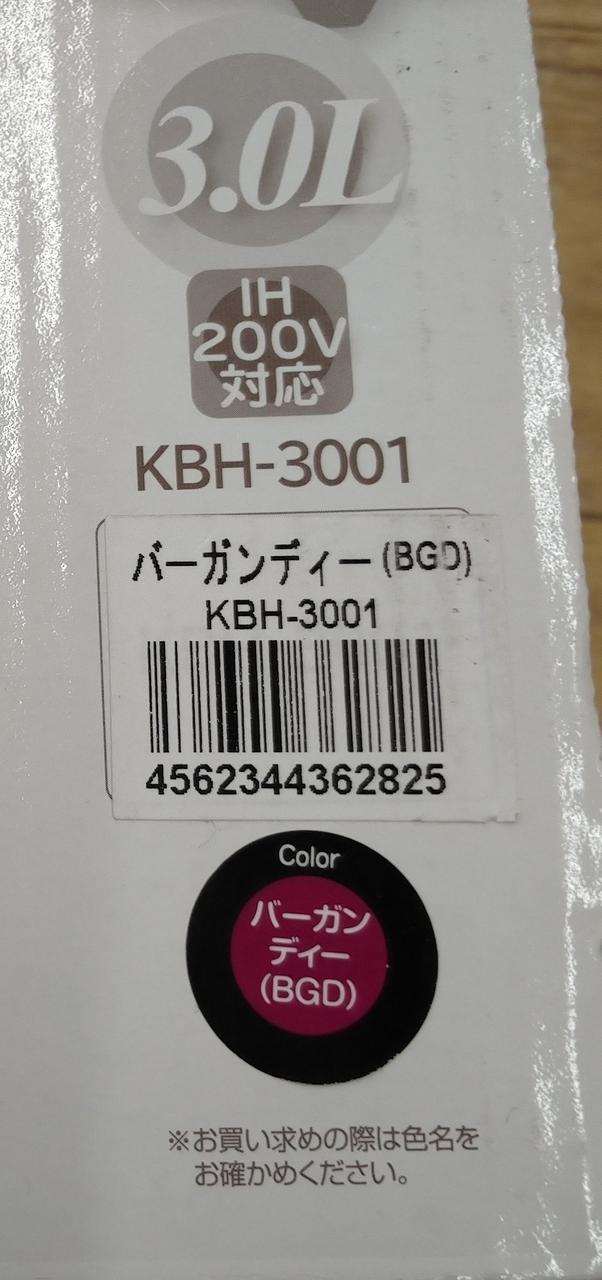 3.0L
IH
200V
対応
KBH-3001
バーガンディー(BGD)
KBH-3001
4562344362825
Color
バーガン
ディー
(BGD)
※お買い求めの際は色名を
お確かめください。